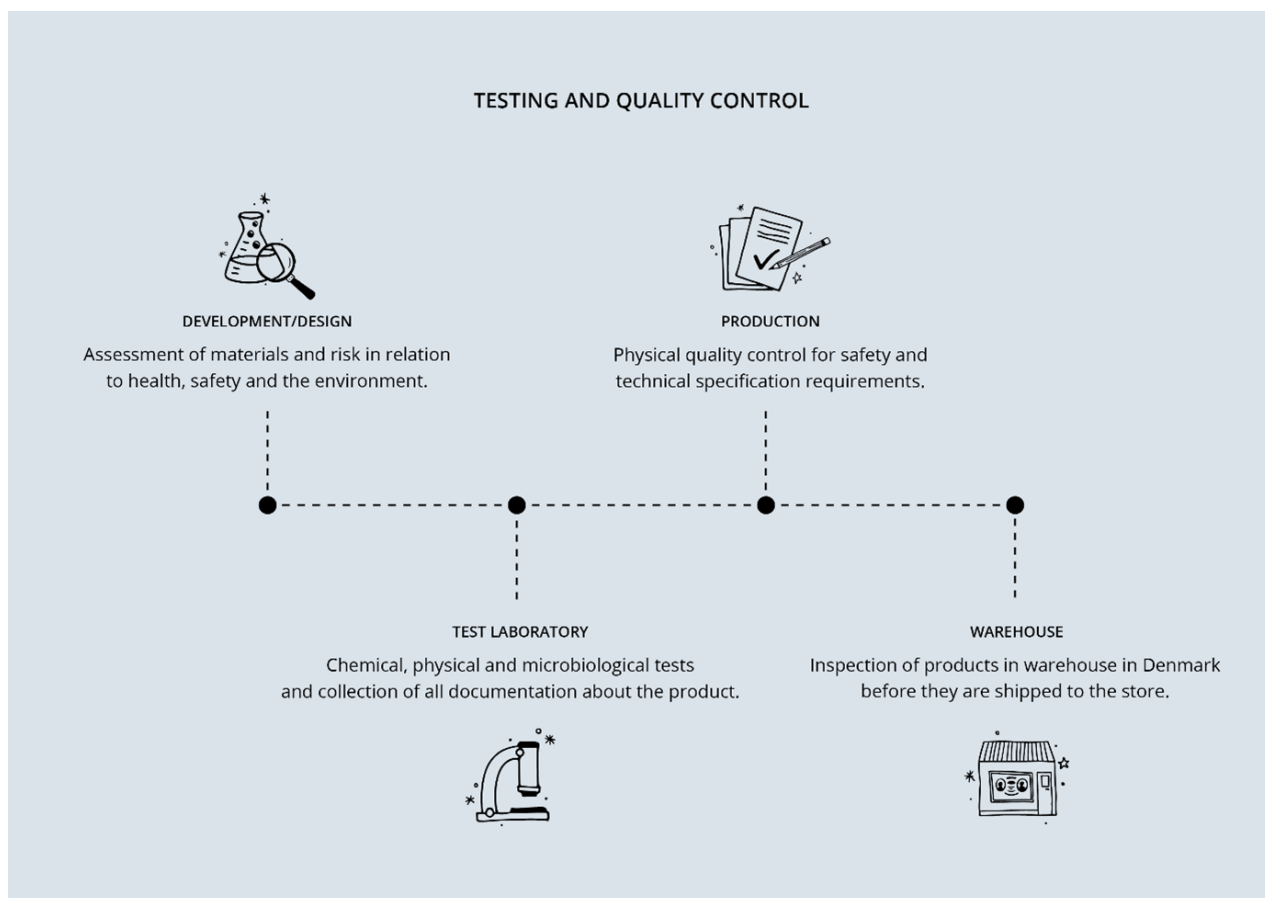 TESTING AND QUALITY CONTROL
DEVELOPMENT/DESIGN
Assessment of materials and risk in relation
to health, safety and the environment.
TEST LABORATORY
Chemical, physical and microbiological tests
and collection of all documentation about the product.
PRODUCTION
Physical quality control for safety and
technical specification requirements.
WAREHOUSE
Inspection of products in warehouse in Denmark
before they are shipped to the store.